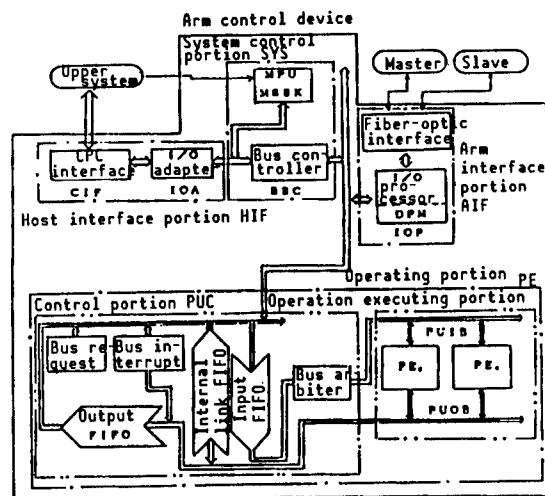 Arm control device
System control
portion SYS
Upper
system
MPU
Master
Slave
Fiber-optic
interface
CPC
interface
I/O
adapte
Bus con-
troller
I/O
pro-
cessor
DPM
Arm
interface
portion
AIF
CIF
IOA
BBC
IOP
Host interface portion HIF
Operating portion PE
Control portion PUC
Operation executing portion
Bus re-
quest
Bus in-
terrupt
Internal
link FIFO
Input
FIFO.
Bus ar-
biter
PUIB
PE.
PE.
Output
FIFO
PUOB